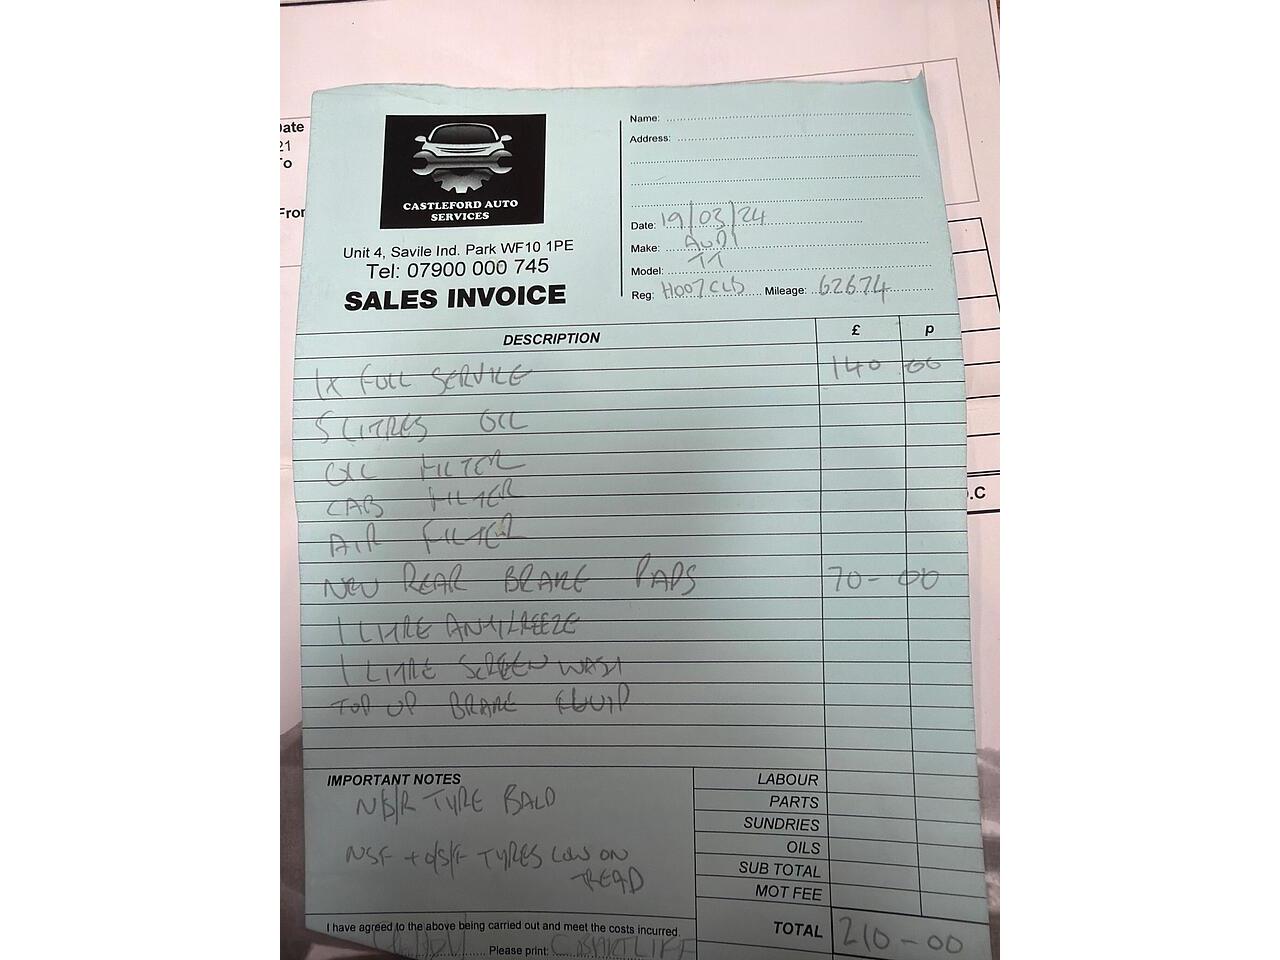 Date
21
To
From
CASTLEFORD AUTO
SERVICES
Unit 4, Savile Ind. Park WF10 1PE
Tel: 07900 000 745
SALES INVOICE
Name:
Address:
Date: 19/03/24
Make: AUDI
Model: TT
Reg: Mileage: 62674
DESCRIPTION £ p
1X FULL SERVICE 140 .00
5 LITRES OIL
OIL FILTER
CAB FILTER
AIR FILTER
NEW REAR BRAKE PADS 70-00
1 LITRE ANTIFREEZE
1 LITRE SCREEN WASH
TOP UP BRAKE FLUID
IMPORTANT NOTES
N/S/R TYRE BALD
NSF + O/S/F TYRES LOW ON
TREAD
LABOUR
PARTS
SUNDRIES
OILS
SUB TOTAL
MOT FEE
TOTAL 210-00
I have agreed to the above being carried out and meet the costs incurred.
Please print:
.C